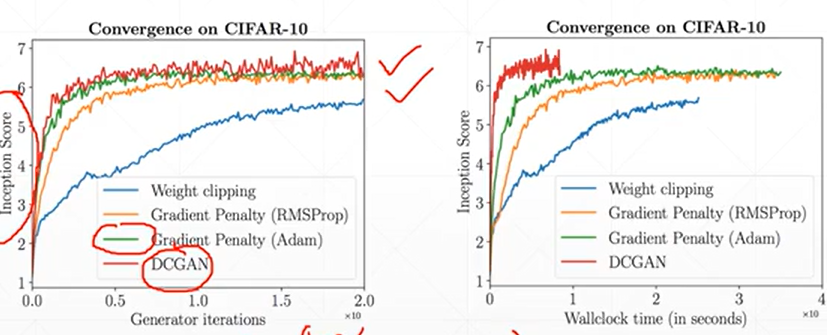 Convergence on CIFAR-10
7
6
5
4
3
2
1
Inception Score
Weight clipping
Gradient Penalty (RMSProp)
Gradient Penalty (Adam)
DCGAN
0.0 0.5 1.0 1.5 2.0
×10
Generator iterations
Convergence on CIFAR-10
7
6
5
4
3
2
1
Inception Score
Weight clipping
Gradient Penalty (RMSProp)
Gradient Penalty (Adam)
DCGAN
0 1 2 3 4
×10
Wallclock time (in seconds)